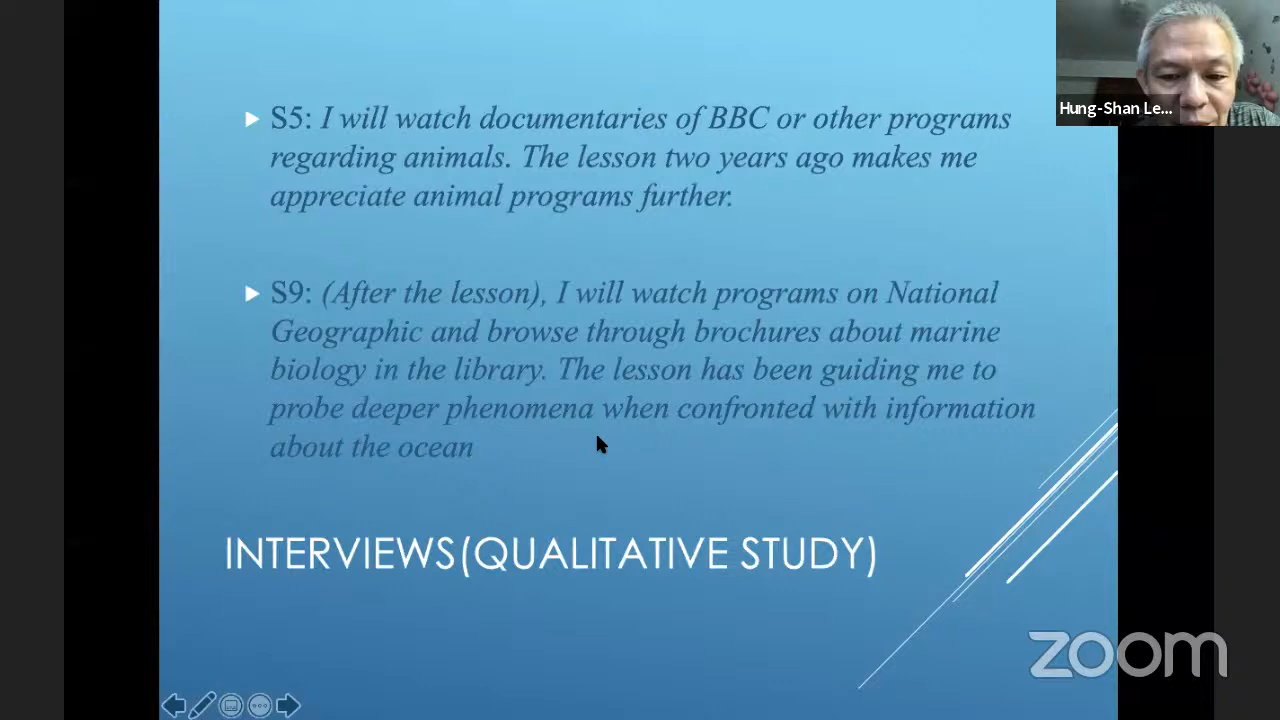 S5: I will watch documentaries of BBC or other programs
regarding animals. The lesson two years ago makes me
appreciate animal programs further.
S9: (After the lesson), I will watch programs on National
Geographic and browse through brochures about marine
biology in the library. The lesson has been guiding me to
probe deeper phenomena when confronted with information
about the ocean
INTERVIEWS(QUALITATIVE STUDY)
Hung-Shan Le...
zoom